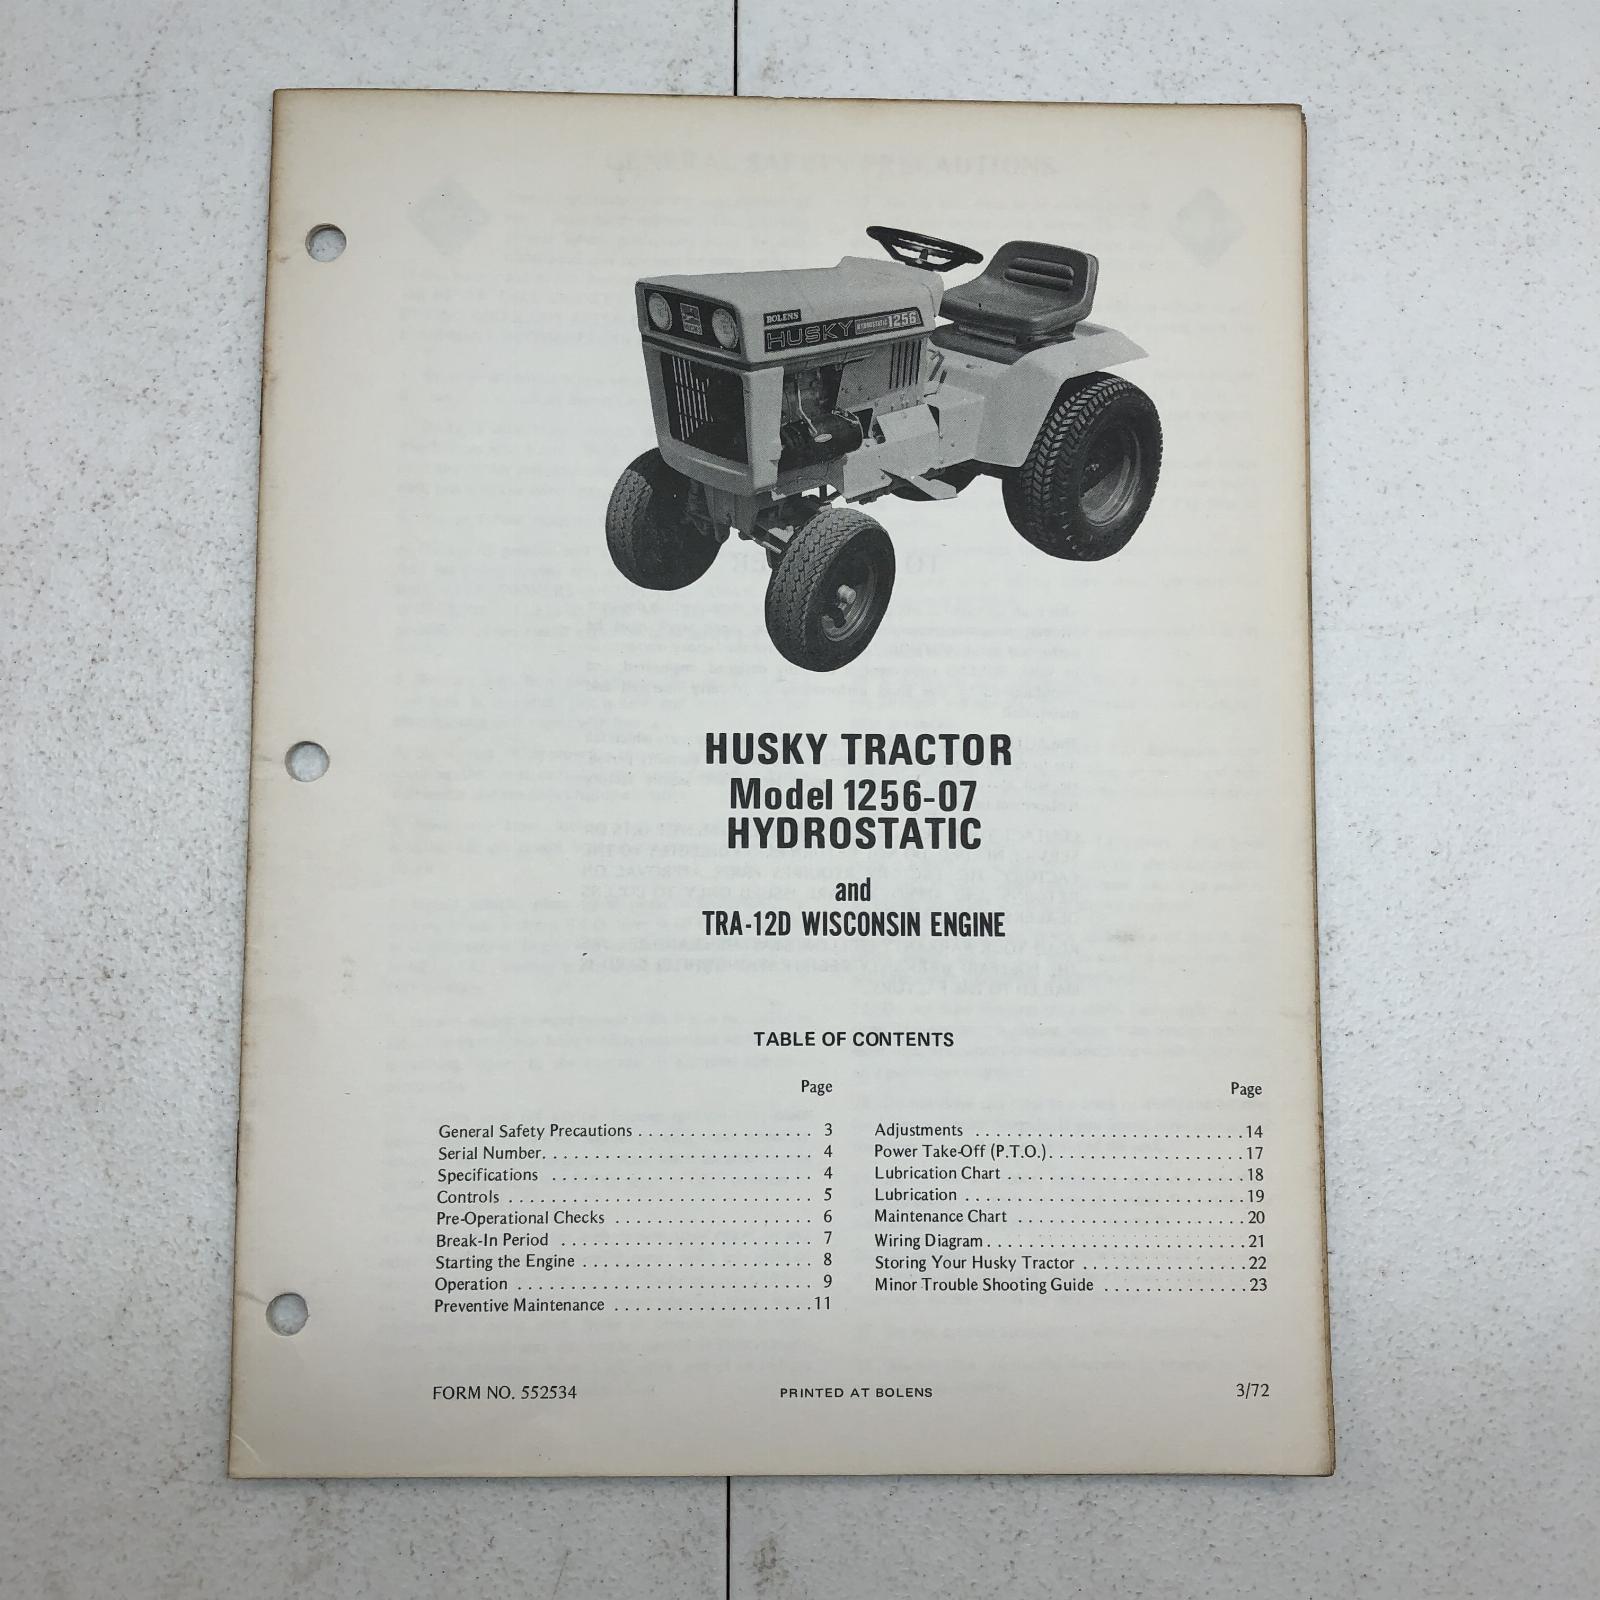 BOLENS
HUSKY HYDROSTATIC 1256
HUSKY TRACTOR
Model 1256-07
HYDROSTATIC
and
TRA-12D WISCONSIN ENGINE
TABLE OF CONTENTS
Page
General Safety Precautions . . . . . . . . . . . . . . . . . 3
Serial Number. . . . . . . . . . . . . . . . . . . . . . . . . . 4
Specifications . . . . . . . . . . . . . . . . . . . . . . . . . 4
Controls . . . . . . . . . . . . . . . . . . . . . . . . . . . . . 5
Pre-Operational Checks . . . . . . . . . . . . . . . . . . . 6
Break-In Period . . . . . . . . . . . . . . . . . . . . . . . . 7
Starting the Engine . . . . . . . . . . . . . . . . . . . . . . 8
Operation . . . . . . . . . . . . . . . . . . . . . . . . . . . . 9
Preventive Maintenance . . . . . . . . . . . . . . . . . . . 11
Page
Adjustments . . . . . . . . . . . . . . . . . . . . . . . . . . 14
Power Take-Off (P.T.O.). . . . . . . . . . . . . . . . . . . 17
Lubrication Chart . . . . . . . . . . . . . . . . . . . . . . . 18
Lubrication . . . . . . . . . . . . . . . . . . . . . . . . . . . 19
Maintenance Chart . . . . . . . . . . . . . . . . . . . . . . 20
Wiring Diagram . . . . . . . . . . . . . . . . . . . . . . . . . 21
Storing Your Husky Tractor . . . . . . . . . . . . . . . . 22
Minor Trouble Shooting Guide . . . . . . . . . . . . . . 23
FORM NO. 552534 PRINTED AT BOLENS 3/72